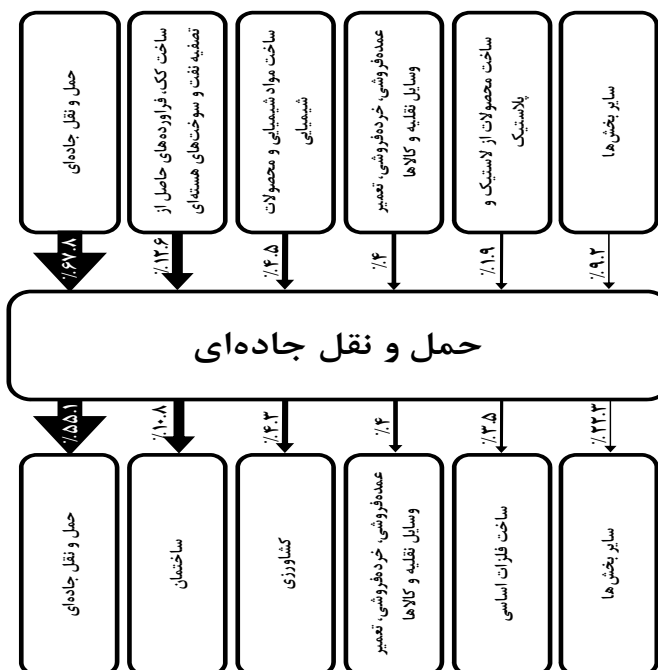 حمل و نقل جاده‌ای
ساخت کک، فراورده‌های حاصل از
تصفیه نفت و سوخت‌های هسته‌ای
ساخت مواد شیمیایی و محصولات
شیمیایی
عمده‌فروشی، خرده‌فروشی، تعمیر
وسایل نقلیه و کالاها
ساخت محصولات از لاستیک و
پلاستیک
سایر بخش‌ها
٪۶۷.۸
٪۱۲.۶
٪۴.۵
٪۴
٪۱.۹
٪۹.۲
حمل و نقل جاده‌ای
٪۵۵.۱
٪۱۰.۸
٪۴.۳
٪۴
٪۳.۵
٪۲۲.۳
حمل و نقل جاده‌ای
ساختمان
کشاورزی
عمده‌فروشی، خرده‌فروشی، تعمیر
وسایل نقلیه و کالاها
ساخت فلزات اساسی
سایر بخش‌ها